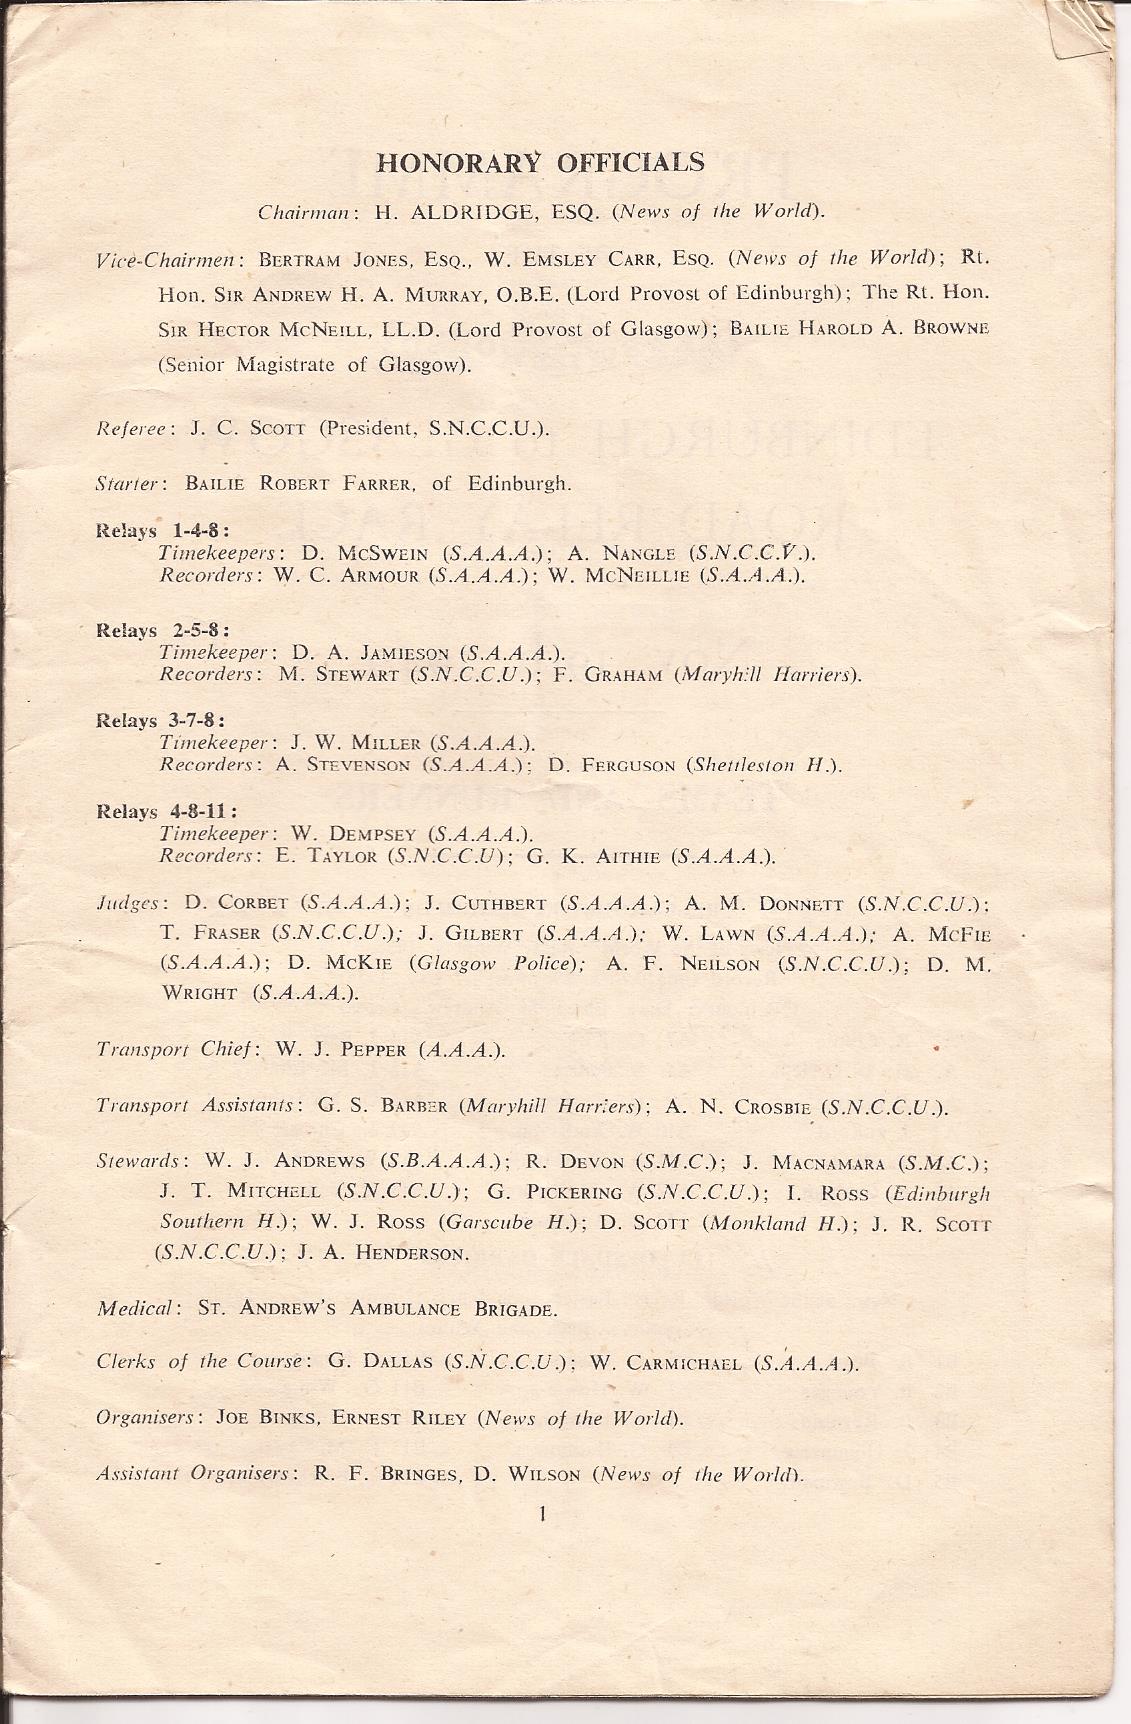 HONORARY OFFICIALS
Chairman: H. ALDRIDGE, ESQ. (News of the World).
Vice-Chairmen: BERTRAM JONES, ESQ., W. EMSLEY CARR, ESQ. (News of the World); Rt.
Hon. SIR ANDREW H. A. MURRAY, O.B.E. (Lord Provost of Edinburgh); The Rt. Hon.
SIR HECTOR MCNEILL, LL.D. (Lord Provost of Glasgow); BAILIE HAROLD A. BROWNE
(Senior Magistrate of Glasgow).
Referee: J. C. SCOTT (President, S.N.C.C.U.).
Starter: BAILIE ROBERT FARRER, of Edinburgh.
Relays 1-4-8:
Timekeepers: D. MCSWEIN (S.A.A.A.); A. NANGLE (S.N.C.C.V.).
Recorders: W. C. ARMOUR (S.A.A.A.); W. MCNEILLIE (S.A.A.A.).
Relays 2-5-8:
Timekeeper: D. A. JAMIESON (S.A.A.A.).
Recorders: M. STEWART (S.N.C.C.U.); F. GRAHAM (Maryhill Harriers).
Relays 3-7-8:
Timekeeper: J. W. MILLER (S.A.A.A.).
Recorders: A. STEVENSON (S.A.A.A.); D. FERGUSON (Shettleston H.).
Relays 4-8-11:
Timekeeper: W. DEMPSEY (S.A.A.A.).
Recorders: E. TAYLOR (S.N.C.C.U); G. K. AITHIE (S.A.A.A.).
Judges: D. CORBET (S.A.A.A.); J. CUTHBERT (S.A.A.A.); A. M. DONNETT (S.N.C.C.U.);
T. FRASER (S.N.C.C.U.); J. GILBERT (S.A.A.A.); W. LAWN (S.A.A.A.); A. MCFIE
(S.A.A.A.); D. MCKIE (Glasgow Police); A. F. NEILSON (S.N.C.C.U.); D. M.
WRIGHT (S.A.A.A.).
Transport Chief: W. J. PEPPER (A.A.A.).
Transport Assistants: G. S. BARBER (Maryhill Harriers); A. N. CROSBIE (S.N.C.C.U.).
Stewards: W. J. ANDREWS (S.B.A.A.A.); R. DEVON (S.M.C.); J. MACNAMARA (S.M.C.);
J. T. MITCHELL (S.N.C.C.U.); G. PICKERING (S.N.C.C.U.); I. ROSS (Edinburgh
Southern H.); W. J. ROSS (Garscube H.); D. SCOTT (Monkland H.); J. R. SCOTT
(S.N.C.C.U.); J. A. HENDERSON.
Medical: ST. ANDREW'S AMBULANCE BRIGADE.
Clerks of the Course: G. DALLAS (S.N.C.C.U.); W. CARMICHAEL (S.A.A.A.).
Organisers: JOE BINKS, ERNEST RILEY (News of the World).
Assistant Organisers: R. F. BRINGES, D. WILSON (News of the World).
1